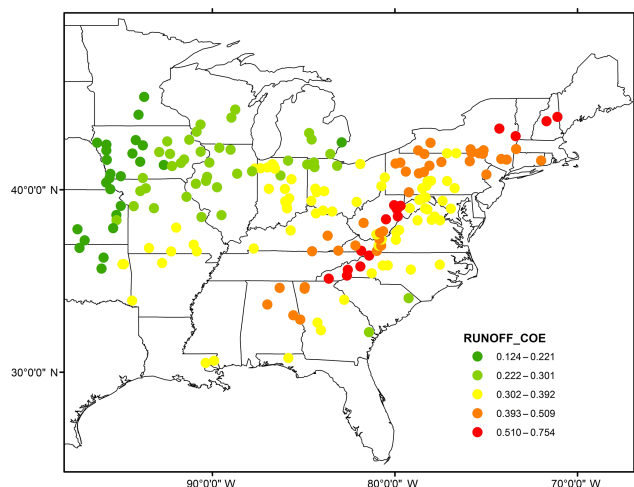 40°0'0" N
30°0'0" N
RUNOFF_COE
0.124–0.221
0.222–0.301
0.302–0.392
0.393–0.509
0.510–0.754
90°0'0" W
80°0'0" W
70°0'0" W